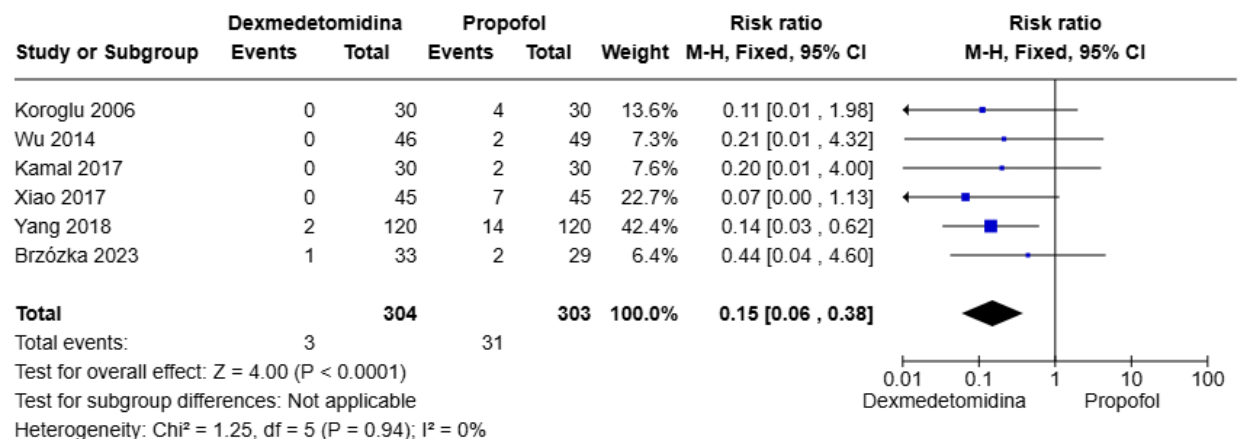 Dexmedetomidina Propofol Risk ratio Risk ratio
Study or Subgroup Events Total Events Total Weight M-H, Fixed, 95% CI M-H, Fixed, 95% CI
Koroglu 2006 0 30 4 30 13.6% 0.11 [0.01 , 1.98]
Wu 2014 0 46 2 49 7.3% 0.21 [0.01 , 4.32]
Kamal 2017 0 30 2 30 7.6% 0.20 [0.01 , 4.00]
Xiao 2017 0 45 7 45 22.7% 0.07 [0.00 , 1.13]
Yang 2018 2 120 14 120 42.4% 0.14 [0.03 , 0.62]
Brzózka 2023 1 33 2 29 6.4% 0.44 [0.04 , 4.60]
Total 304 303 100.0% 0.15 [0.06 , 0.38]
Total events: 3 31
Test for overall effect: Z = 4.00 (P < 0.0001)
0.01 0.1 1 10 100
Test for subgroup differences: Not applicable
Dexmedetomidina Propofol
Heterogeneity: Chi² = 1.25, df = 5 (P = 0.94); I² = 0%